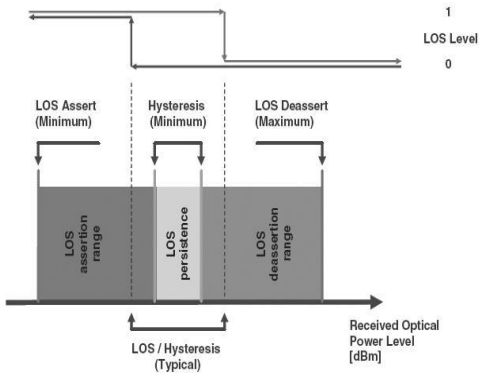 1
LOS Level
0
LOS Assert
(Minimum)
Hysteresis
(Minimum)
LOS Deassert
(Maximum)
LOS
assertion
range
LOS
persistence
LOS
deassertion
range
Received Optical
Power Level
[dBm]
LOS / Hysteresis
(Typical)